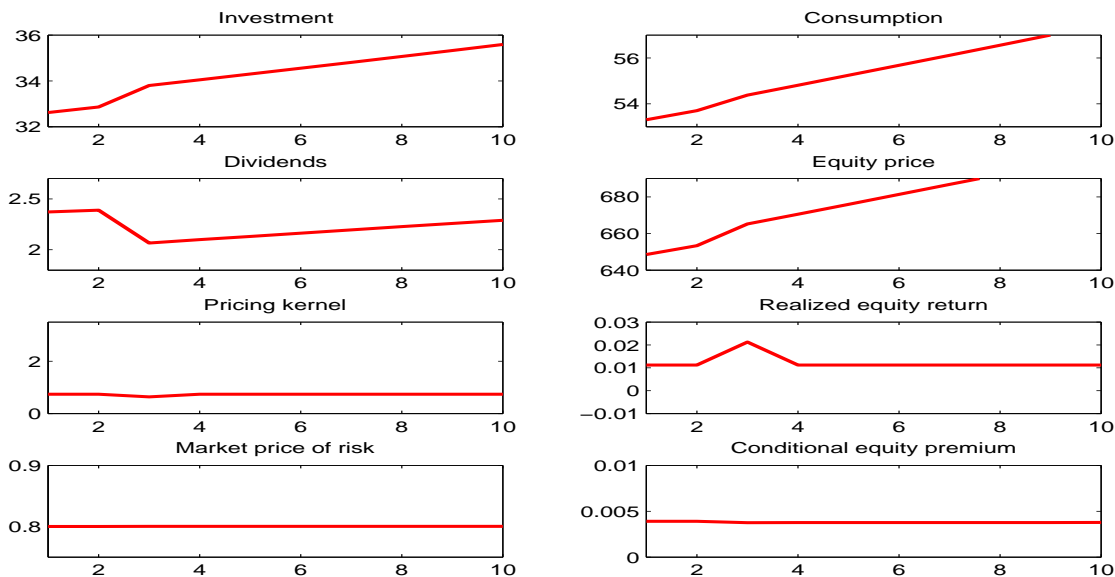 Investment
36
34
32
2 4 6 8 10
Consumption
56
54
2 4 6 8 10
Dividends
2.5
2
2 4 6 8 10
Equity price
680
660
640
2 4 6 8 10
Pricing kernel
2
0
2 4 6 8 10
Realized equity return
0.03
0.02
0.01
0
−0.01
2 4 6 8 10
Market price of risk
0.9
0.8
2 4 6 8 10
Conditional equity premium
0.01
0.005
0
2 4 6 8 10